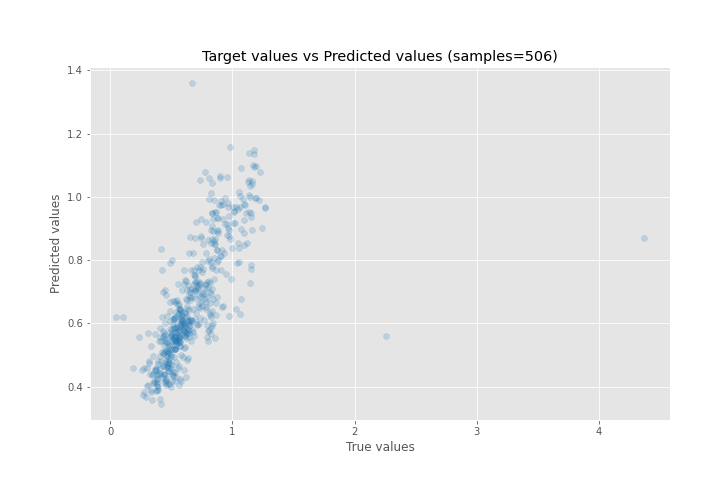 Target values vs Predicted values (samples=506)
1.4
1.2
1.0
0.8
0.6
0.4
Predicted values
0 1 2 3 4
True values